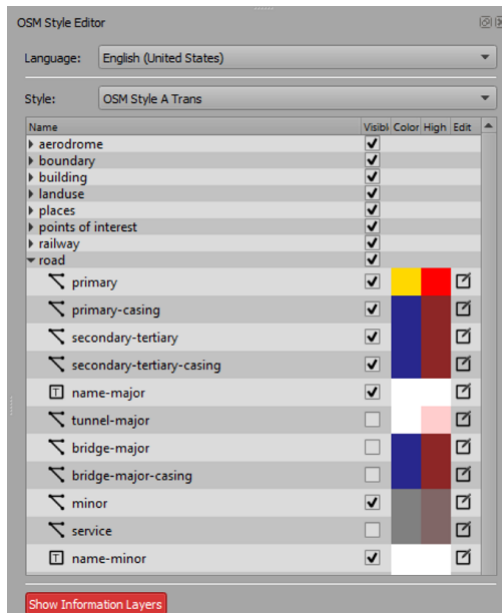 OSM Style Editor
Language: English (United States)
Style: OSM Style A Trans
Name Visibl Color High Edit
aerodrome
boundary
building
landuse
places
points of interest
railway
road
primary
primary-casing
secondary-tertiary
secondary-tertiary-casing
T name-major
tunnel-major
bridge-major
bridge-major-casing
minor
service
T name-minor
Show Information Layers